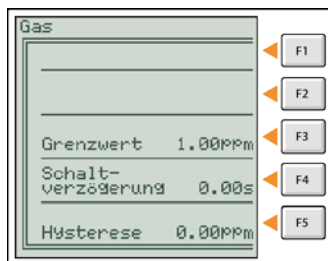 Gas
F1
F2
Grenzwert 1.00ppm
F3
Schalt-
verzögerung 0.00s
F4
Hysterese 0.00ppm
F5